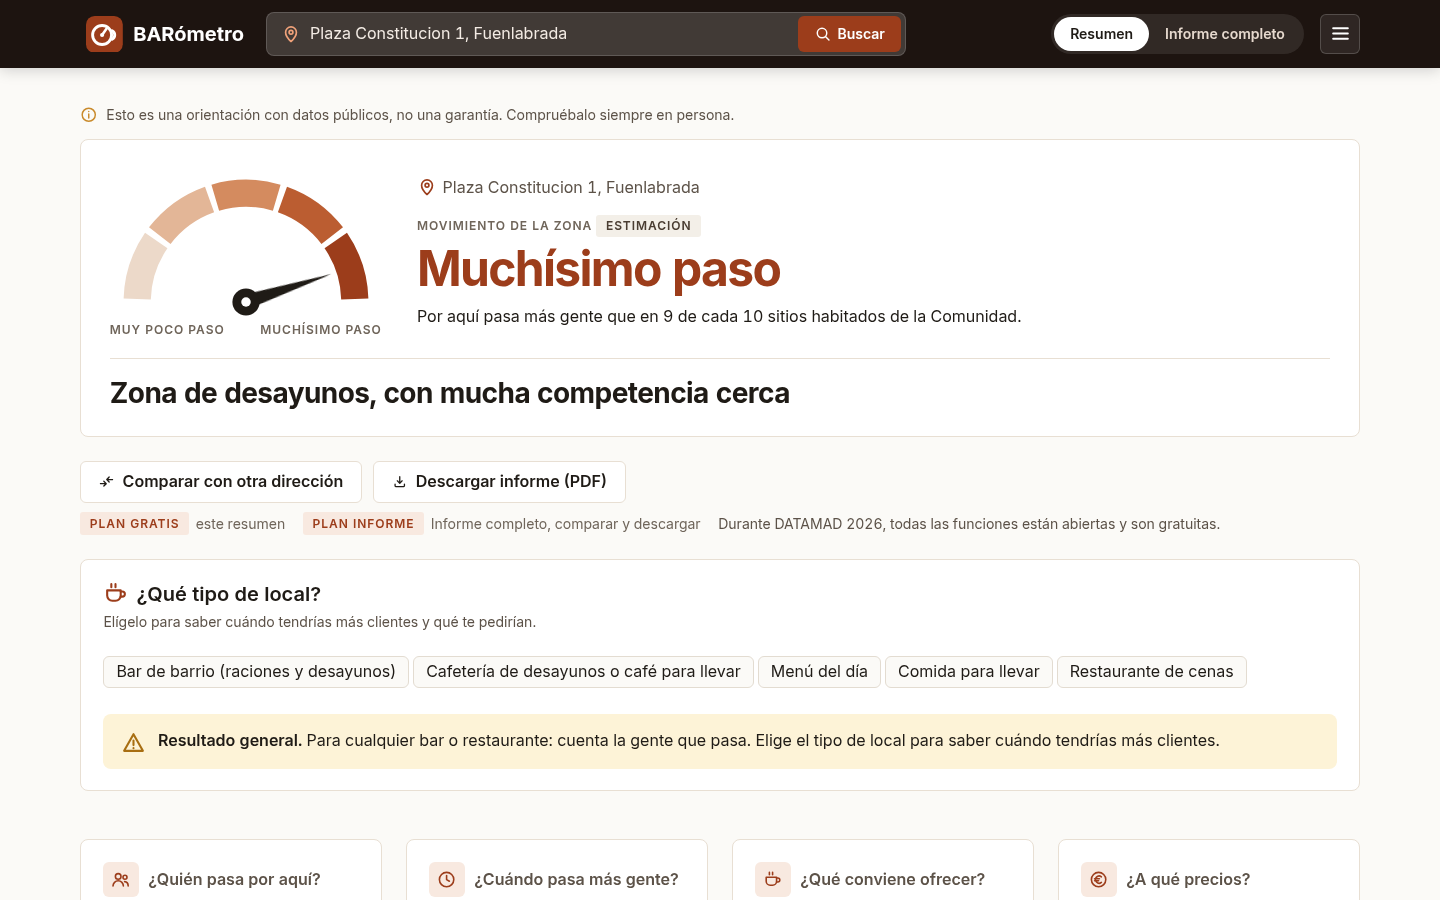 BARómetro
Plaza Constitucion 1, Fuenlabrada
Buscar
Resumen
Informe completo
Esto es una orientación con datos públicos, no una garantía. Compruébalo siempre en persona.
Plaza Constitucion 1, Fuenlabrada
MOVIMIENTO DE LA ZONA ESTIMACIÓN
Muchísimo paso
Por aquí pasa más gente que en 9 de cada 10 sitios habitados de la Comunidad.
MUY POCO PASO
MUCHÍSIMO PASO
Zona de desayunos, con mucha competencia cerca
Comparar con otra dirección
Descargar informe (PDF)
PLAN GRATIS este resumen PLAN INFORME Informe completo, comparar y descargar Durante DATAMAD 2026, todas las funciones están abiertas y son gratuitas.
¿Qué tipo de local?
Elígelo para saber cuándo tendrías más clientes y qué te pedirían.
Bar de barrio (raciones y desayunos)
Cafetería de desayunos o café para llevar
Menú del día
Comida para llevar
Restaurante de cenas
Resultado general. Para cualquier bar o restaurante: cuenta la gente que pasa. Elige el tipo de local para saber cuándo tendrías más clientes.
¿Quién pasa por aquí?
¿Cuándo pasa más gente?
¿Qué conviene ofrecer?
¿A qué precios?